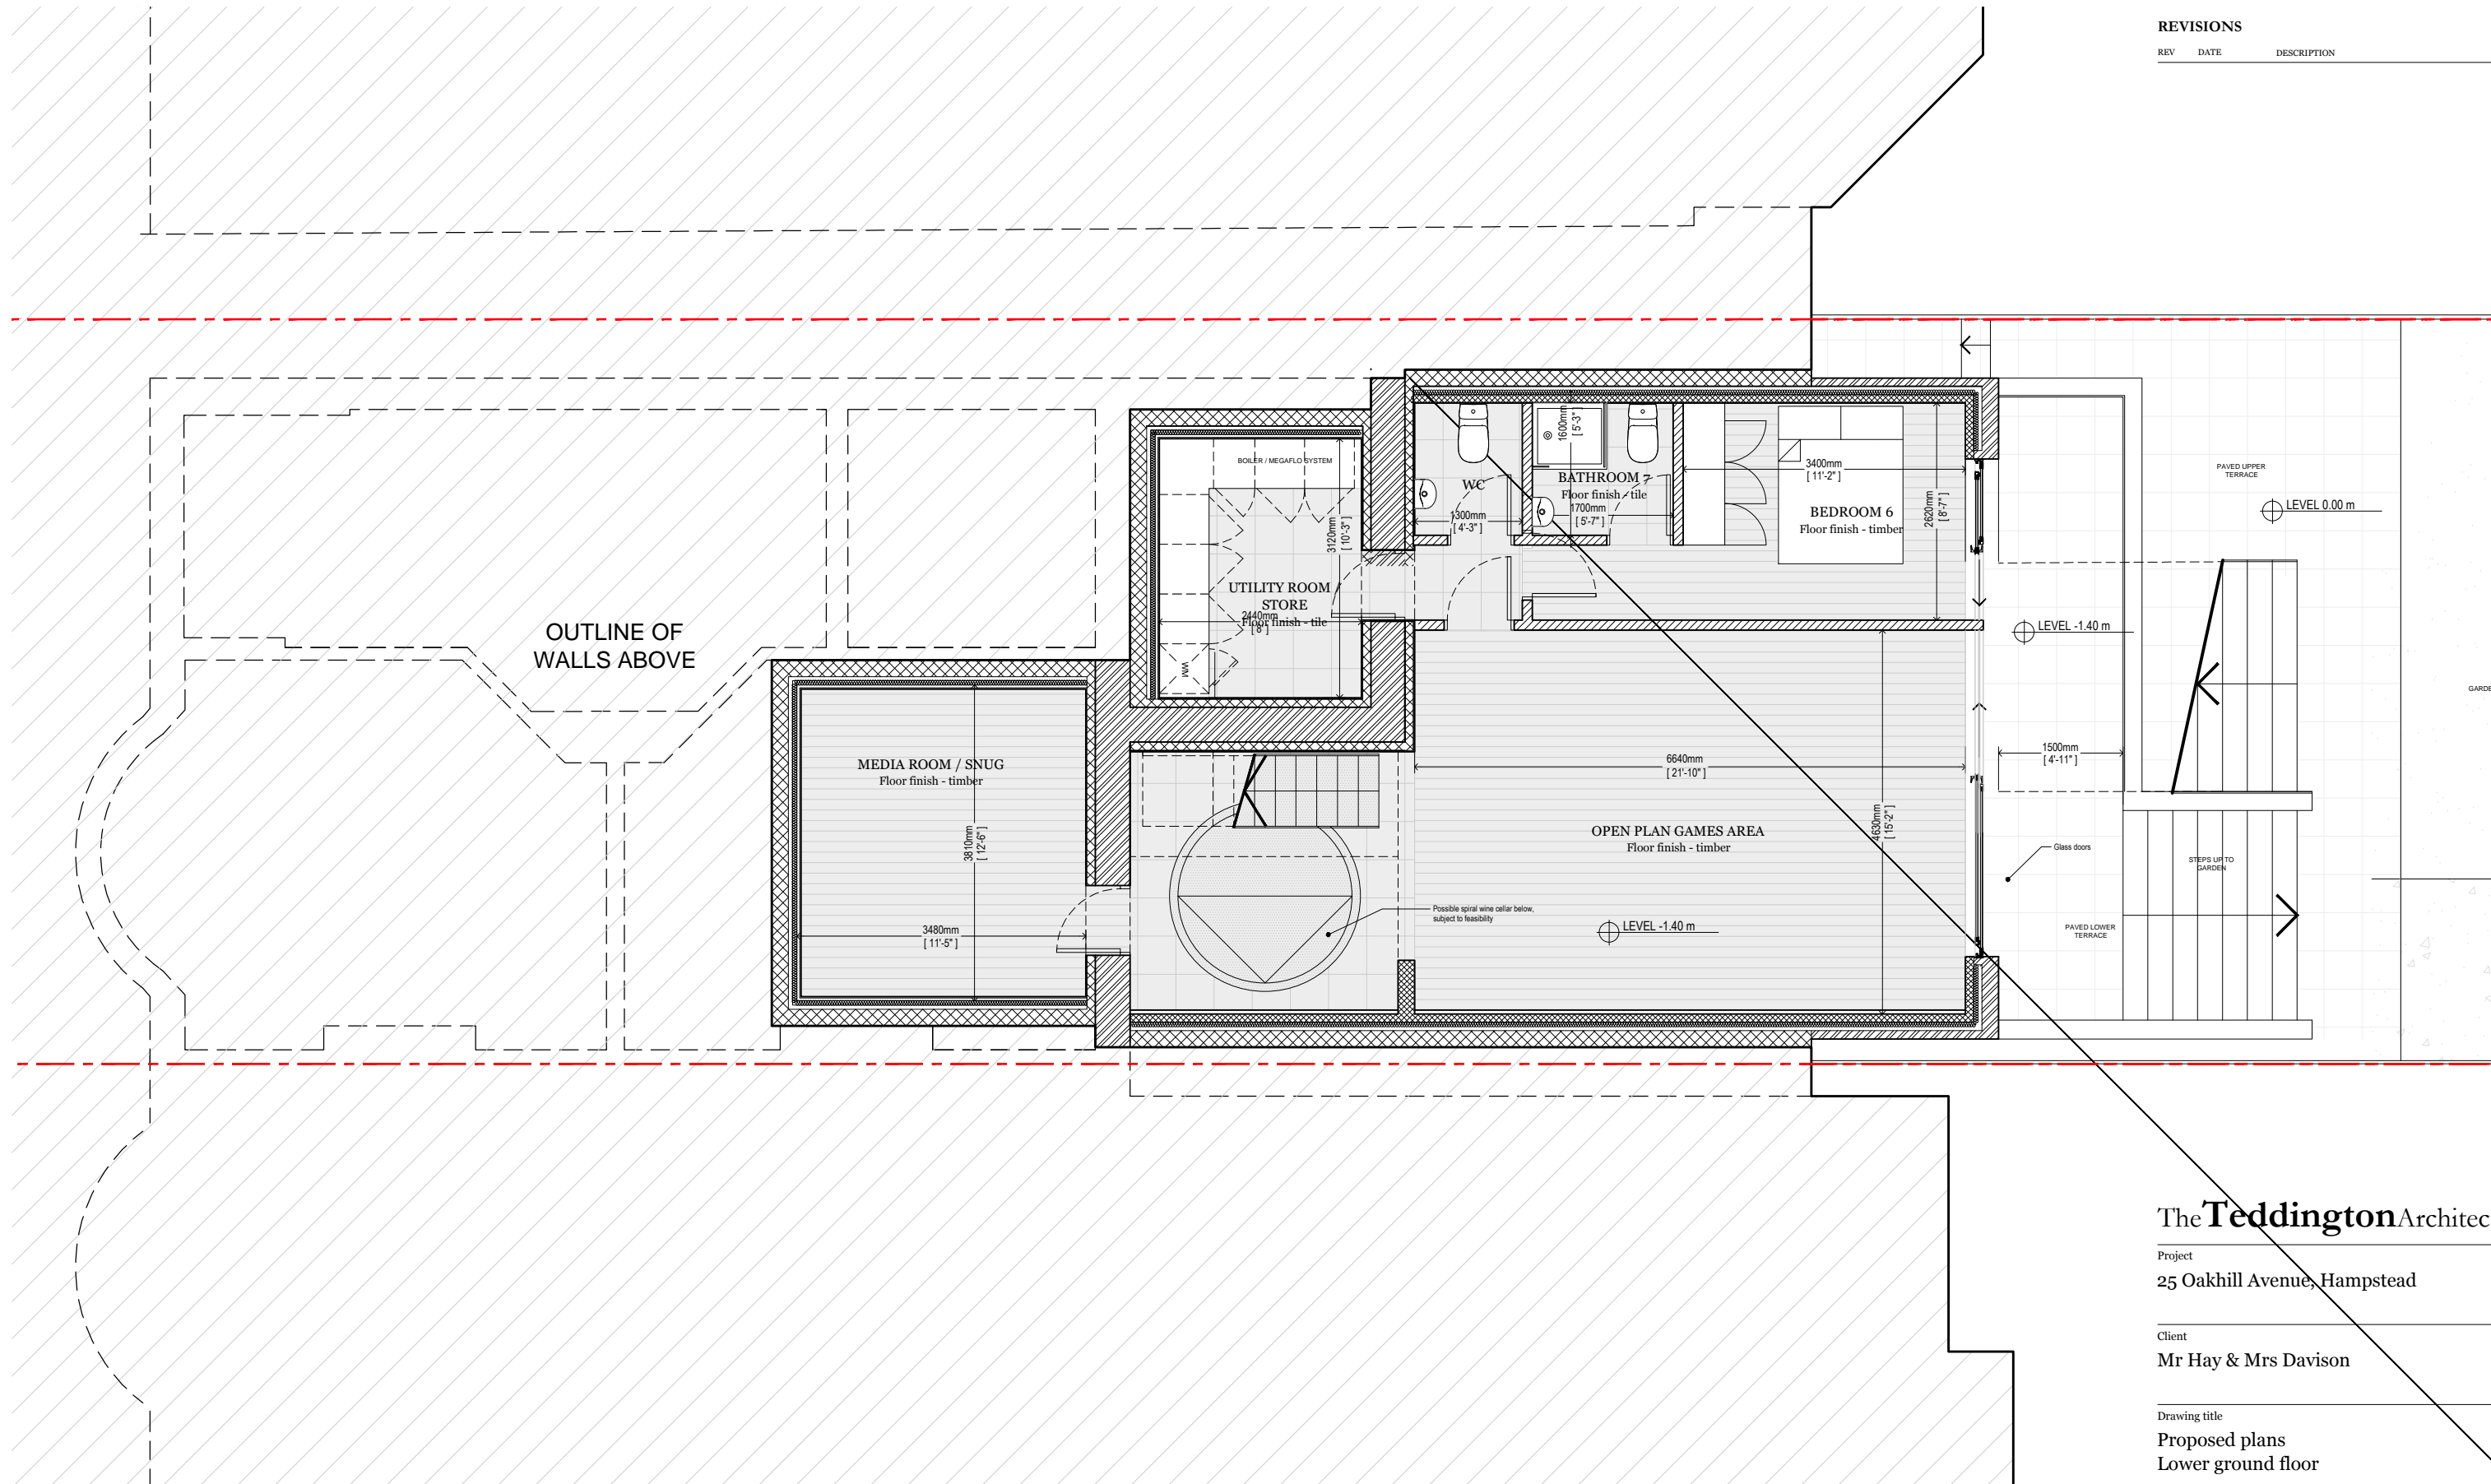 REVISIONS
REV DATE DESCRIPTION
BOILER / MEGAFLO SYSTEM
3120mm
[ 10'-3" ]
UTILITY ROOM
STORE
Floor finish - tile
2440mm
[ 8' ]
WM
WC
1300mm
[ 4'-3" ]
1600mm
[ 5'-3" ]
BATHROOM 7
Floor finish - tile
1700mm
[ 5'-7" ]
3400mm
[ 11'-2" ]
BEDROOM 6
Floor finish - timber
2620mm
[ 8'-7" ]
PAVED UPPER
TERRACE
LEVEL 0.00 m
LEVEL -1.40 m
OUTLINE OF
WALLS ABOVE
MEDIA ROOM / SNUG
Floor finish - timber
3810mm
[ 12'-6" ]
3480mm
[ 11'-5" ]
6640mm
[ 21'-10" ]
OPEN PLAN GAMES AREA
Floor finish - timber
4630mm
[ 15'-2" ]
Possible spiral wine cellar below,
subject to feasibility
LEVEL -1.40 m
1500mm
[ 4'-11" ]
Glass doors
STEPS UP TO
GARDEN
PAVED LOWER
TERRACE
GARDE
The Teddington Architec
Project
25 Oakhill Avenue, Hampstead
Client
Mr Hay & Mrs Davison
Drawing title
Proposed plans
Lower ground floor